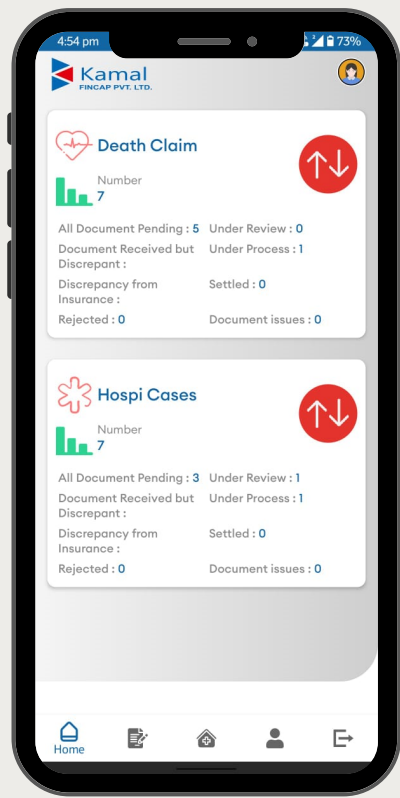 4:54 pm
73%
Kamal
FINCAP PVT. LTD.
Death Claim
Number
7
All Document Pending : 5 Under Review : 0
Document Received but Under Process : 1
Discrepant :
Discrepancy from Settled : 0
Insurance :
Rejected : 0 Document issues : 0
Hospi Cases
Number
7
All Document Pending : 3 Under Review : 1
Document Received but Under Process : 1
Discrepant :
Discrepancy from Settled : 0
Insurance :
Rejected : 0 Document issues : 0
Home